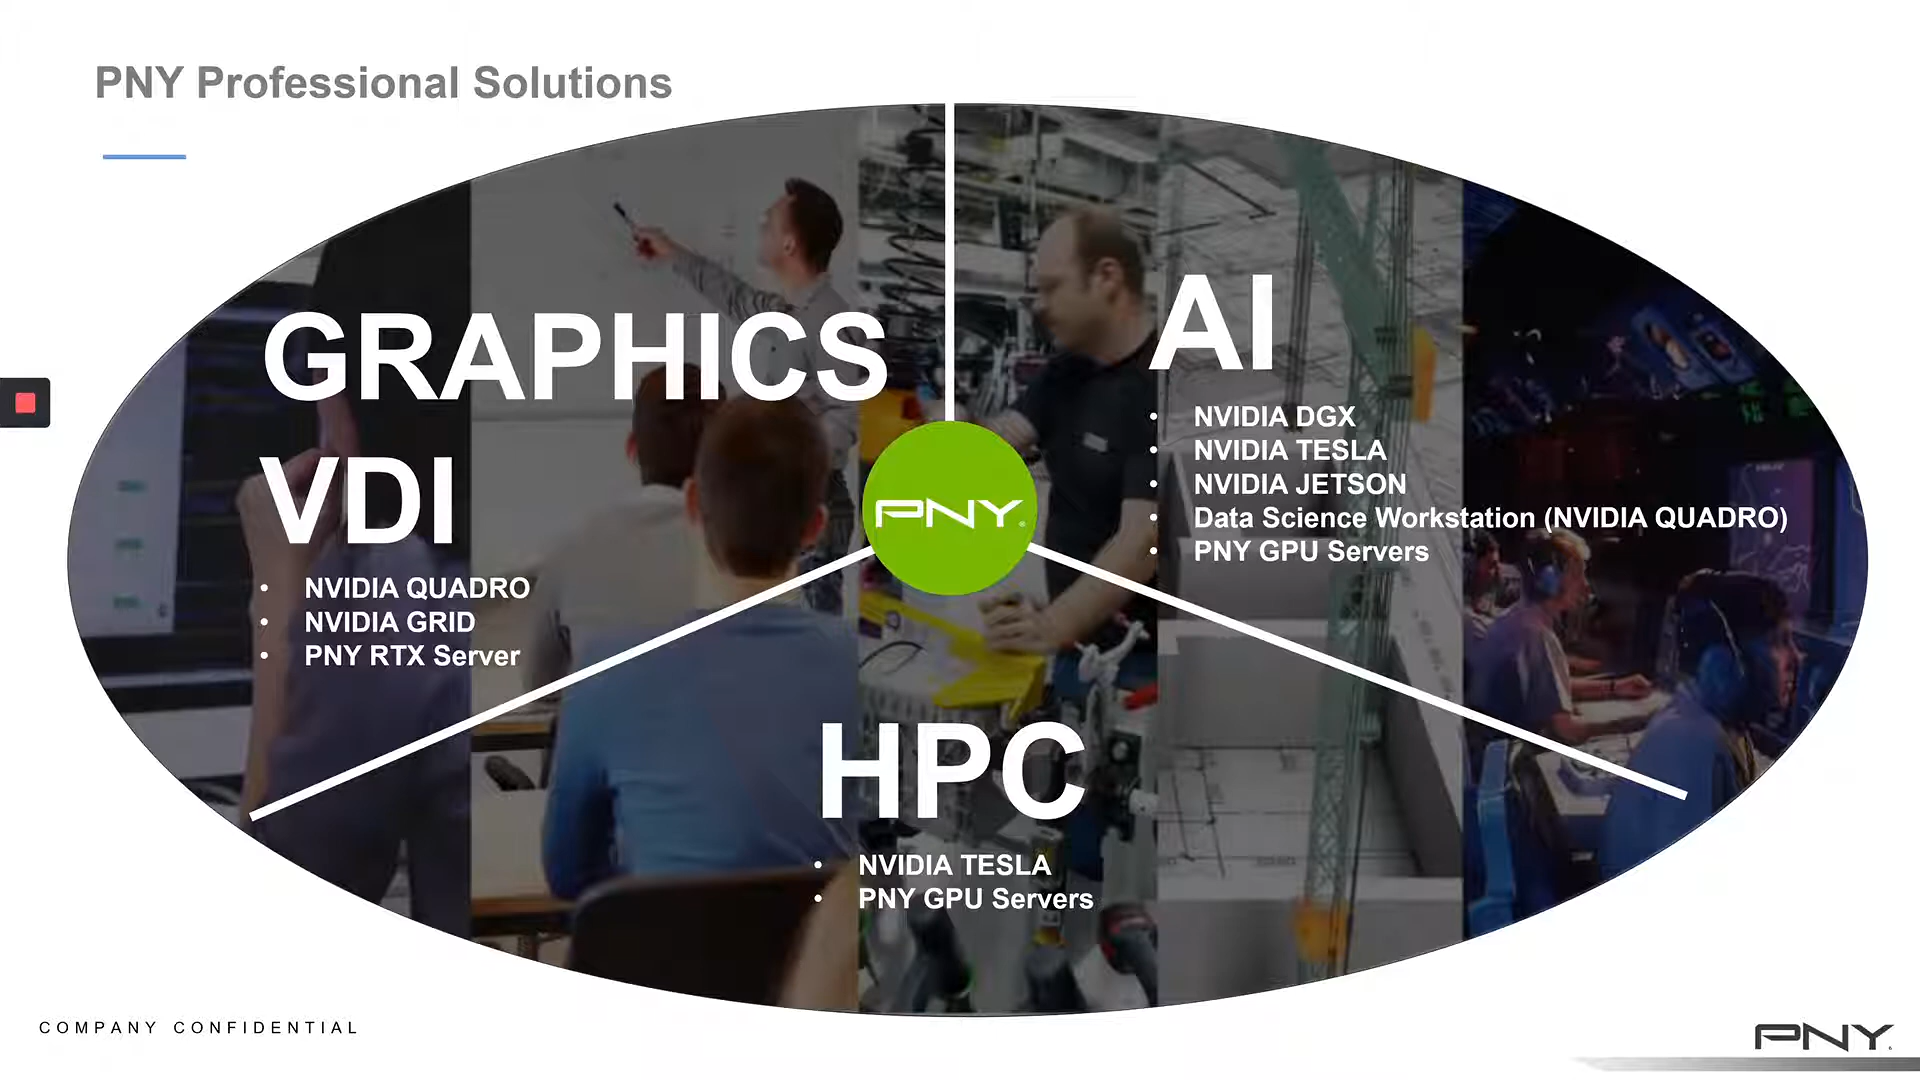 PNY Professional Solutions
GRAPHICS
VDI
• NVIDIA QUADRO
• NVIDIA GRID
• PNY RTX Server
PNY
AI
• NVIDIA DGX
• NVIDIA TESLA
• NVIDIA JETSON
• Data Science Workstation (NVIDIA QUADRO)
• PNY GPU Servers
HPC
• NVIDIA TESLA
• PNY GPU Servers
COMPANY CONFIDENTIAL
PNY